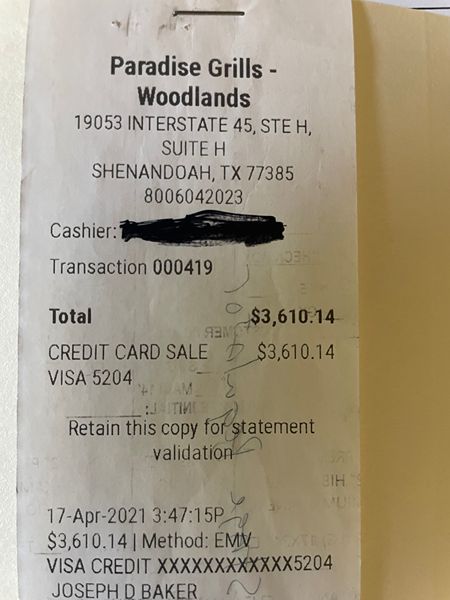 Paradise Grills -
Woodlands
19053 INTERSTATE 45, STE H,
SUITE H
SHENANDOAH, TX 77385
8006042023
Cashier:
Transaction 000419
Total $3,610.14
CREDIT CARD SALE $3,610.14
VISA 5204
Retain this copy for statement
validation
17-Apr-2021 3:47:15P
$3,610.14 | Method: EMV
VISA CREDIT XXXXXXXXXXXX5204
JOSEPH D BAKER